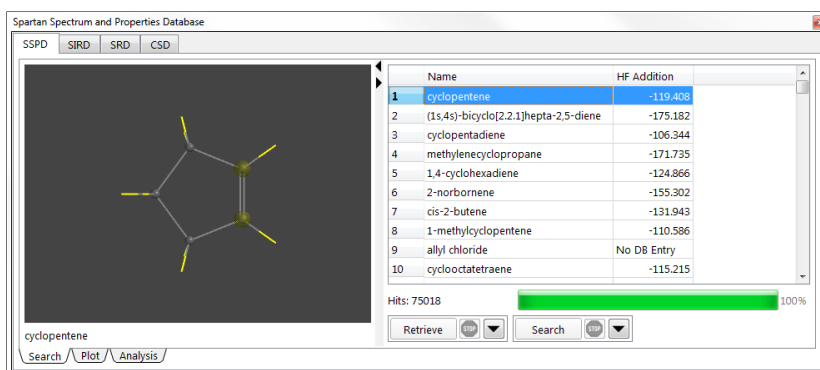 Spartan Spectrum and Properties Database
SSPD SIRD SRD CSD
Name HF Addition
1 cyclopentene -119.408
2 (1s,4s)-bicyclo[2.2.1]hepta-2,5-diene -175.182
3 cyclopentadiene -106.344
4 methylenecyclopropane -171.735
5 1,4-cyclohexadiene -124.866
6 2-norbornene -155.302
7 cis-2-butene -131.943
8 1-methylcyclopentene -110.586
9 allyl chloride No DB Entry
10 cyclooctatetraene -115.215
Hits: 75018 100%
Retrieve STOP Search STOP
cyclopentene
Search Plot Analysis